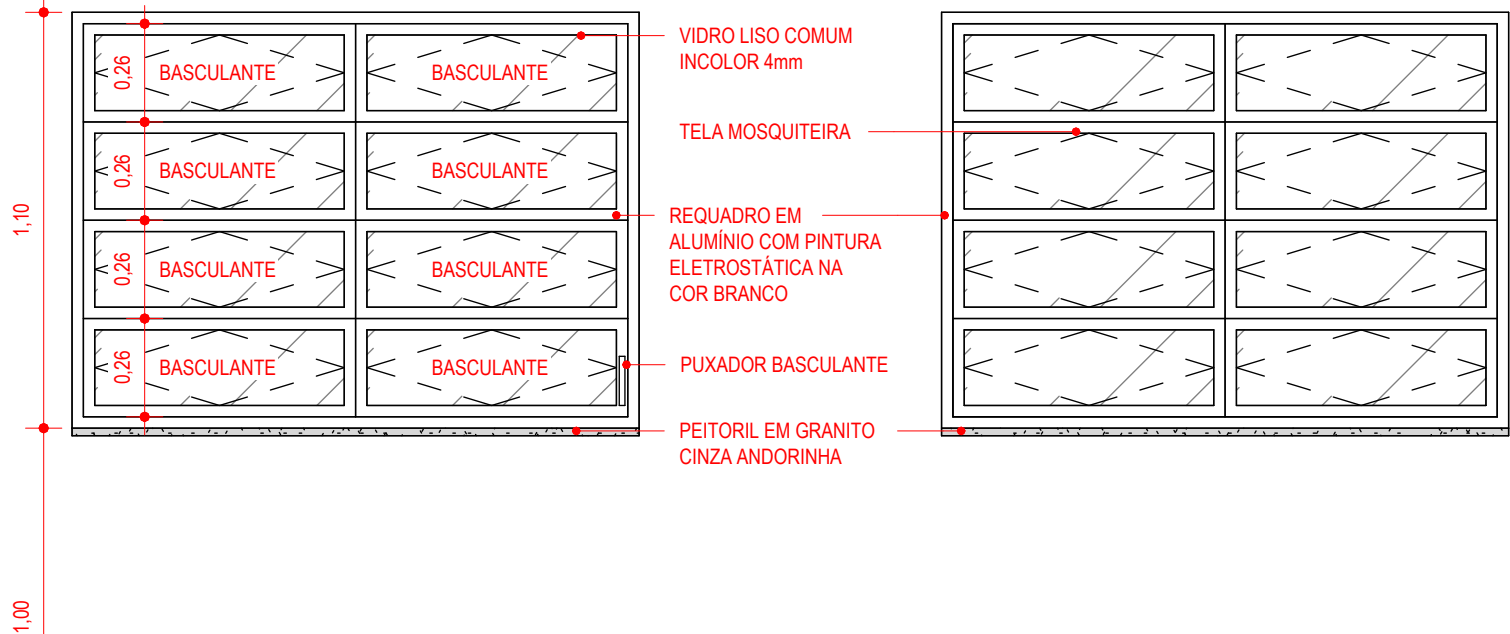 0,26
BASCULANTE
BASCULANTE
0,26
BASCULANTE
BASCULANTE
0,26
BASCULANTE
BASCULANTE
0,26
BASCULANTE
BASCULANTE
1,10
1,00
VIDRO LISO COMUM
INCOLOR 4mm
TELA MOSQUITEIRA
REQUADRO EM
ALUMÍNIO COM PINTURA
ELETROSTÁTICA NA
COR BRANCO
PUXADOR BASCULANTE
PEITORIL EM GRANITO
CINZA ANDORINHA